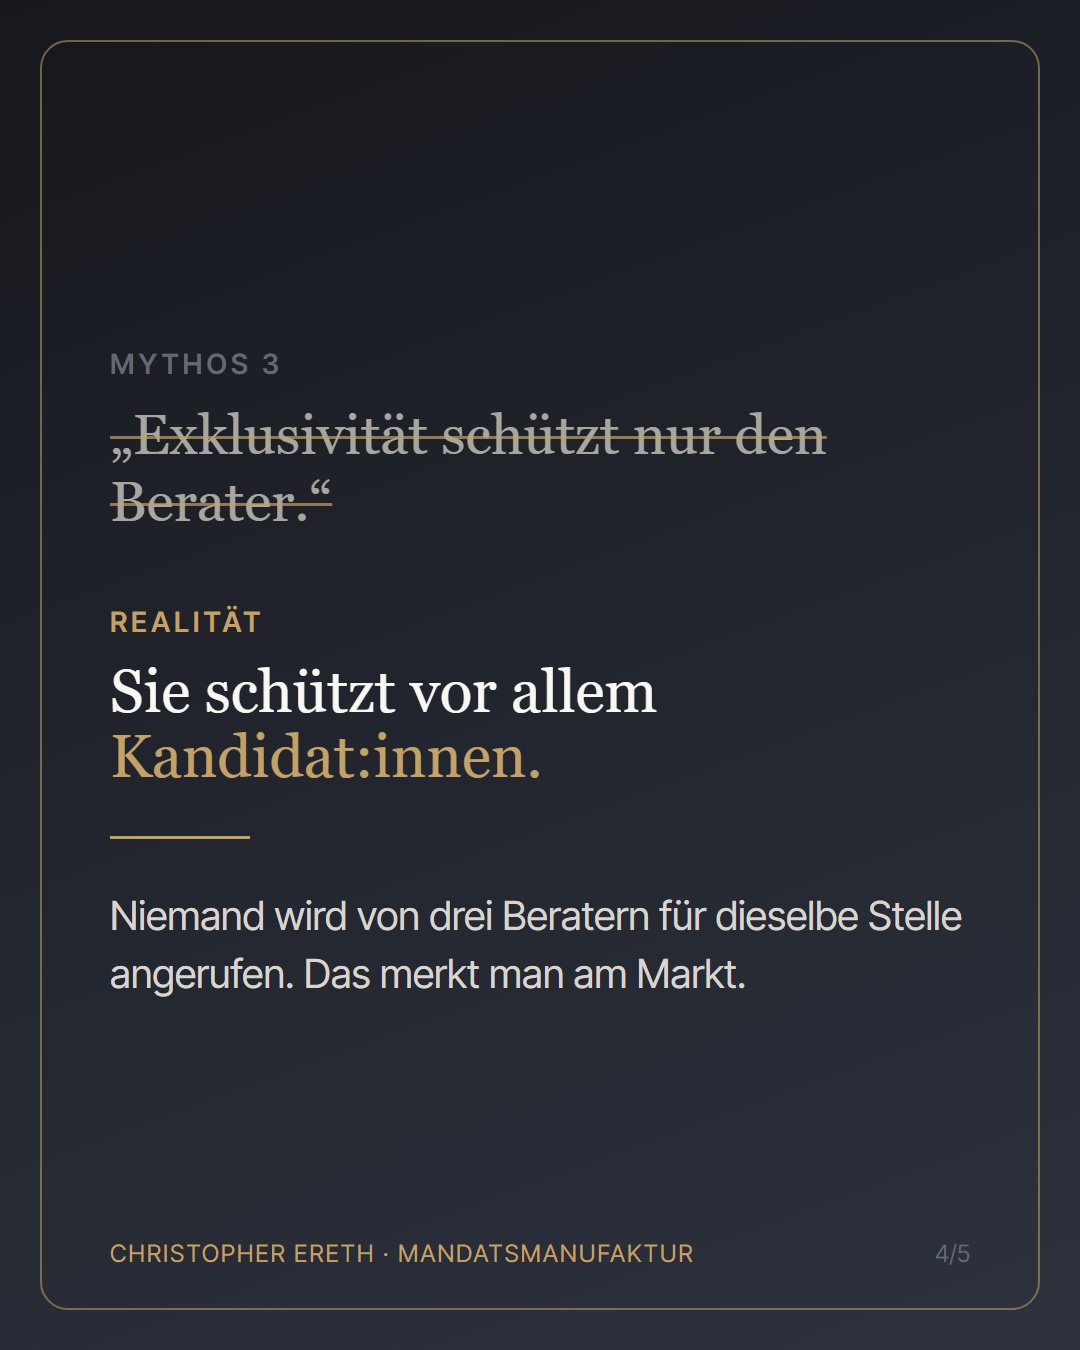 MYTHOS 3
„Exklusivität schützt nur den
Berater.“
REALITÄT
Sie schützt vor allem
Kandidat:innen.
Niemand wird von drei Beratern für dieselbe Stelle
angerufen. Das merkt man am Markt.
CHRISTOPHER ERETH · MANDATSMANUFAKTUR
4/5